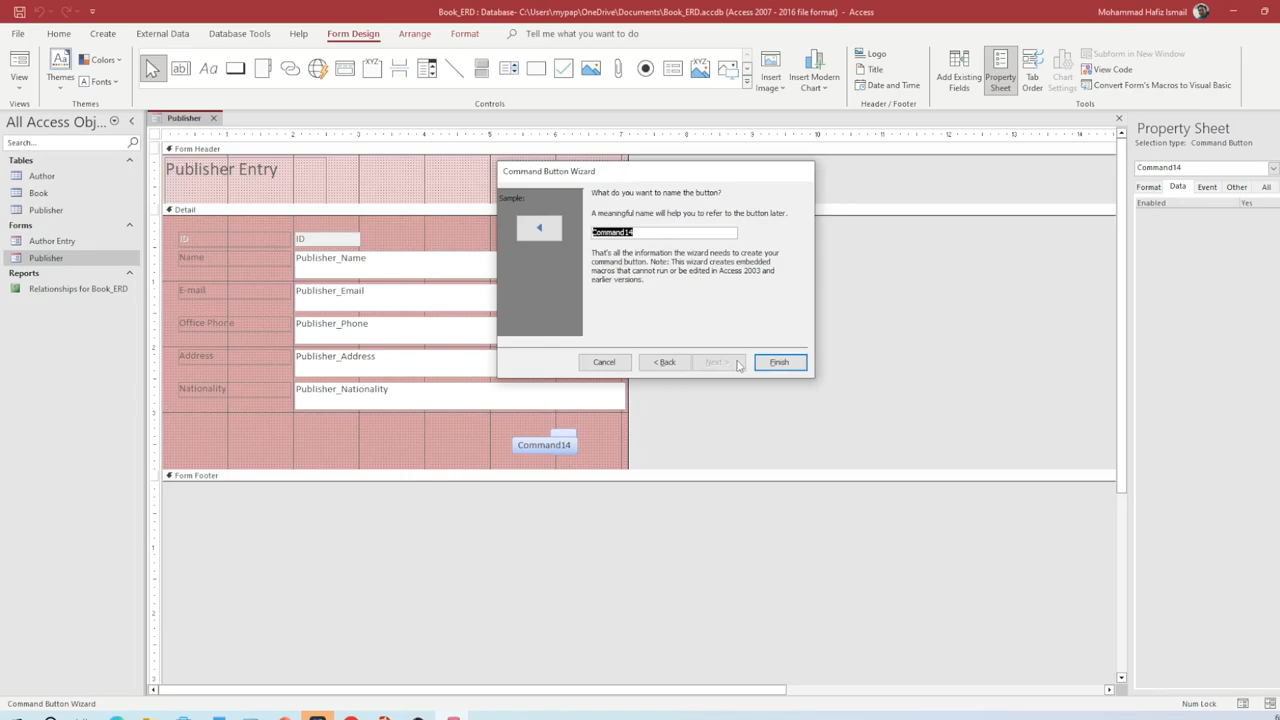 Book_ERD : Database- C:\Users\mypap\OneDrive\Documents\Book_ERD.accdb (Access 2007 - 2016 file format) - Access
Mohammad Hafiz Ismail
File
Home
Create
External Data
Database Tools
Help
Form Design
Arrange
Format
Tell me what you want to do
View
Views
Themes
Colors
Fonts
Themes
Controls
Insert
Image
Insert Modern
Chart
Logo
Title
Date and Time
Header / Footer
Add Existing
Fields
Property
Sheet
Tab
Order
Chart
Settings
Subform in New Window
View Code
Convert Form's Macros to Visual Basic
Tools
All Access Obj...
Search...
Tables
Author
Book
Publisher
Forms
Author Entry
Publisher
Reports
Relationships for Book_ERD
Publisher
Form Header
Publisher Entry
Detail
ID
ID
Name
Publisher_Name
E-mail
Publisher_Email
Office Phone
Publisher_Phone
Address
Publisher_Address
Nationality
Publisher_Nationality
Command14
Form Footer
Command Button Wizard
Sample:
What do you want to name the button?
A meaningful name will help you to refer to the button later.
Command14
That's all the information the wizard needs to create your
command button. Note: This wizard creates embedded
macros that cannot run or be edited in Access 2003 and
earlier versions.
Cancel
< Back
Next >
Finish
Property Sheet
Selection type: Command Button
Command14
Format
Data
Event
Other
All
Enabled
Yes
Command Button Wizard
Num Lock